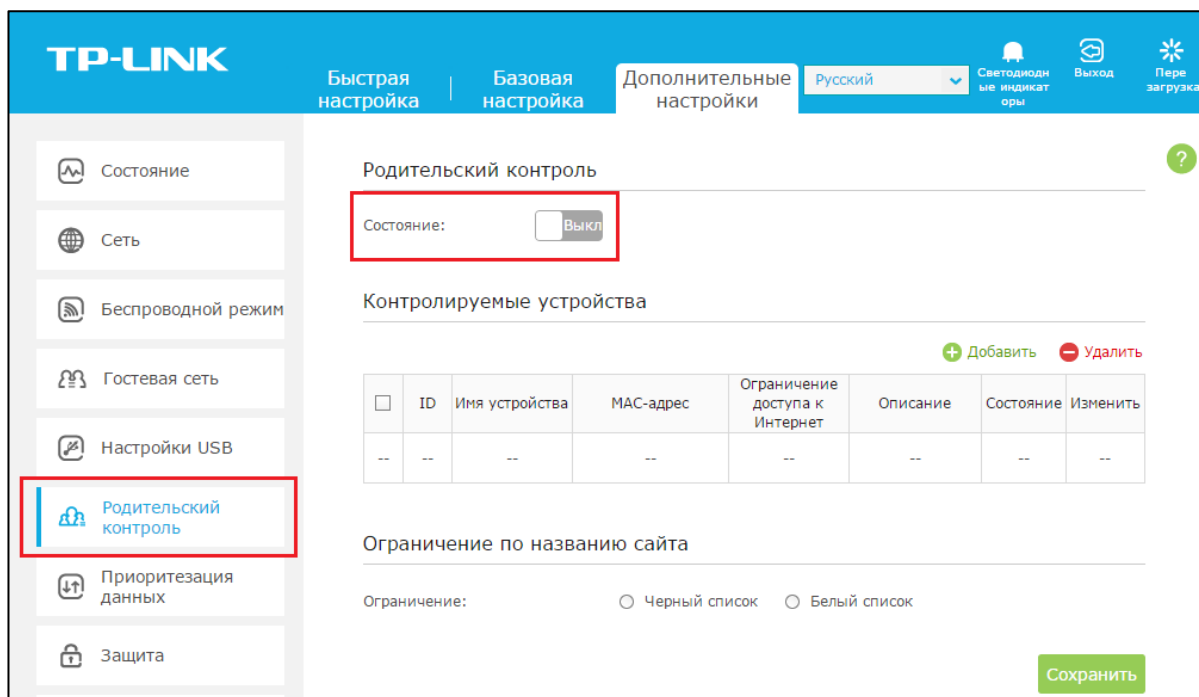 TP-LINK
Быстрая
настройка
Базовая
настройка
Дополнительные
настройки
Русский
Светодиодн
ые индикат
оры
Выход
Пере
загрузка
Состояние
Сеть
Беспроводной режим
Гостевая сеть
Настройки USB
Родительский
контроль
Приоритезация
данных
Защита
Родительский контроль
?
Состояние:
Выкл
Контролируемые устройства
Добавить
Удалить
ID
Имя устройства
MAC-адрес
Ограничение
доступа к
Интернет
Описание
Состояние
Изменить
-- -- -- -- -- -- -- --
Ограничение по названию сайта
Ограничение:
Черный список
Белый список
Сохранить